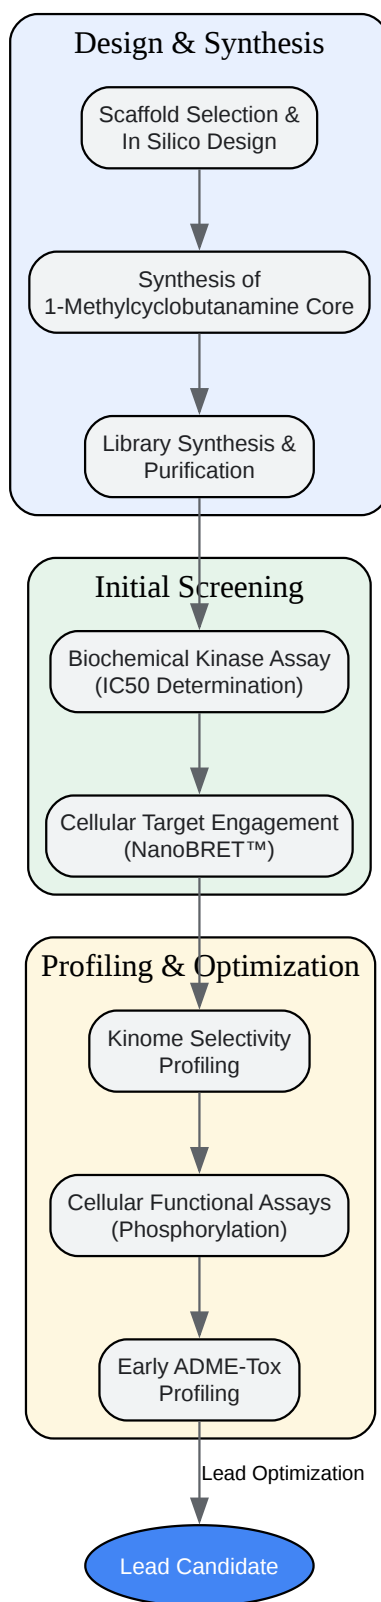 Design & Synthesis
Scaffold Selection &
In Silico Design
Synthesis of
1-Methylcyclobutanamine Core
Library Synthesis &
Purification
Initial Screening
Biochemical Kinase Assay
(IC50 Determination)
Cellular Target Engagement
(NanoBRET™)
Profiling & Optimization
Kinome Selectivity
Profiling
Cellular Functional Assays
(Phosphorylation)
Early ADME-Tox
Profiling
Lead Optimization
Lead Candidate